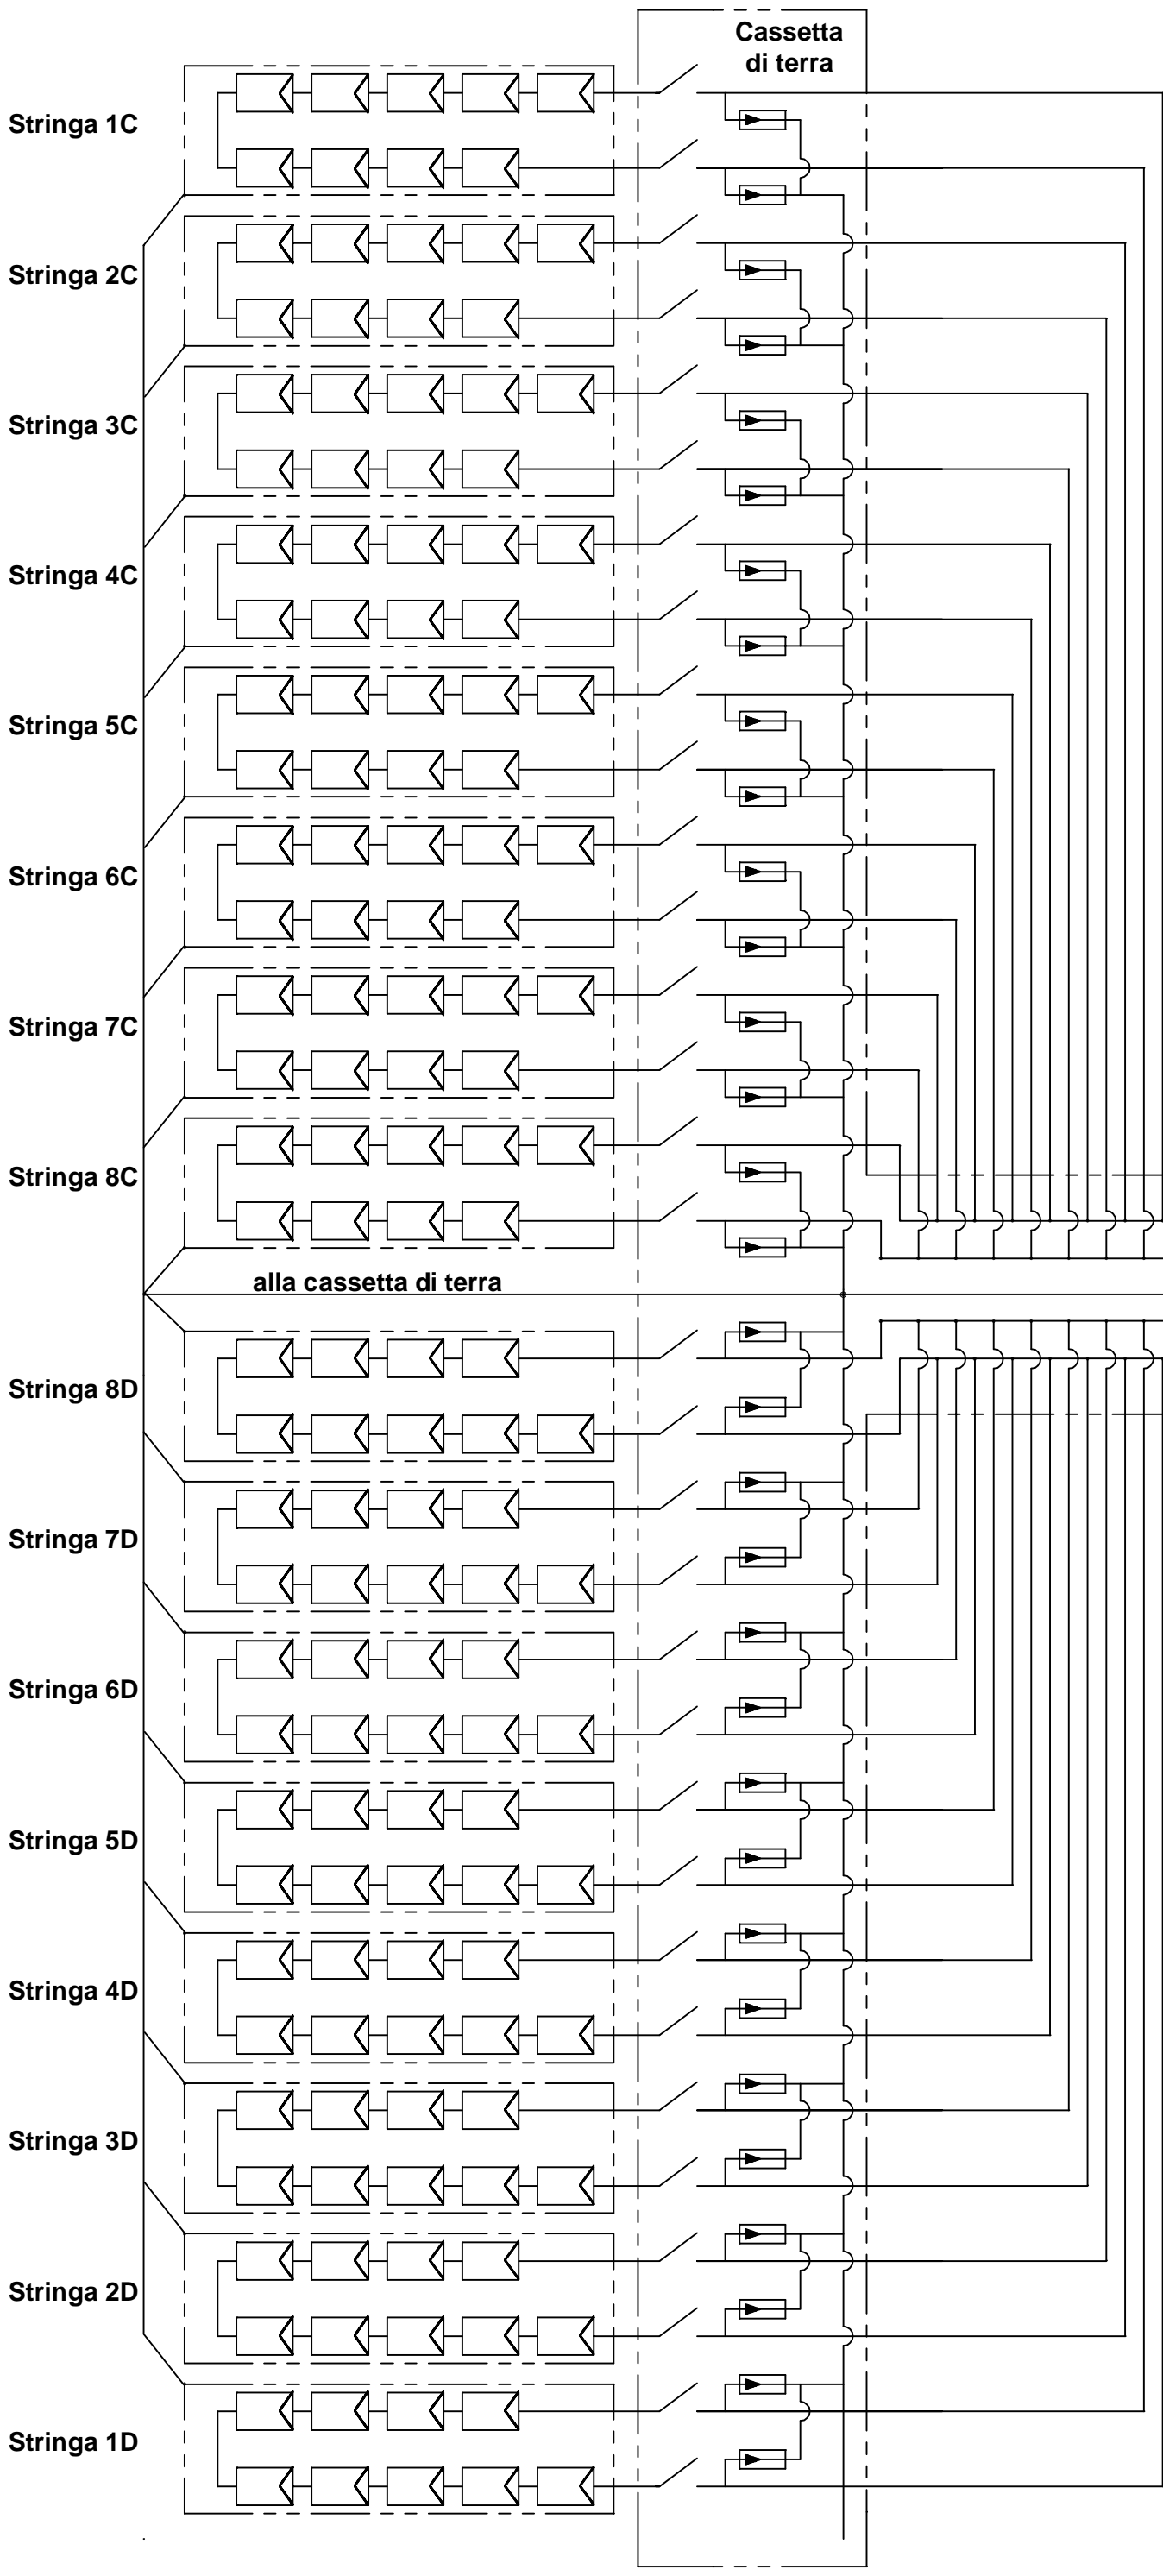 Cassetta
di terra
Stringa 1C
Stringa 2C
Stringa 3C
Stringa 4C
Stringa 5C
Stringa 6C
Stringa 7C
Stringa 8C
alla cassetta di terra
Stringa 8D
Stringa 7D
Stringa 6D
Stringa 5D
Stringa 4D
Stringa 3D
Stringa 2D
Stringa 1D